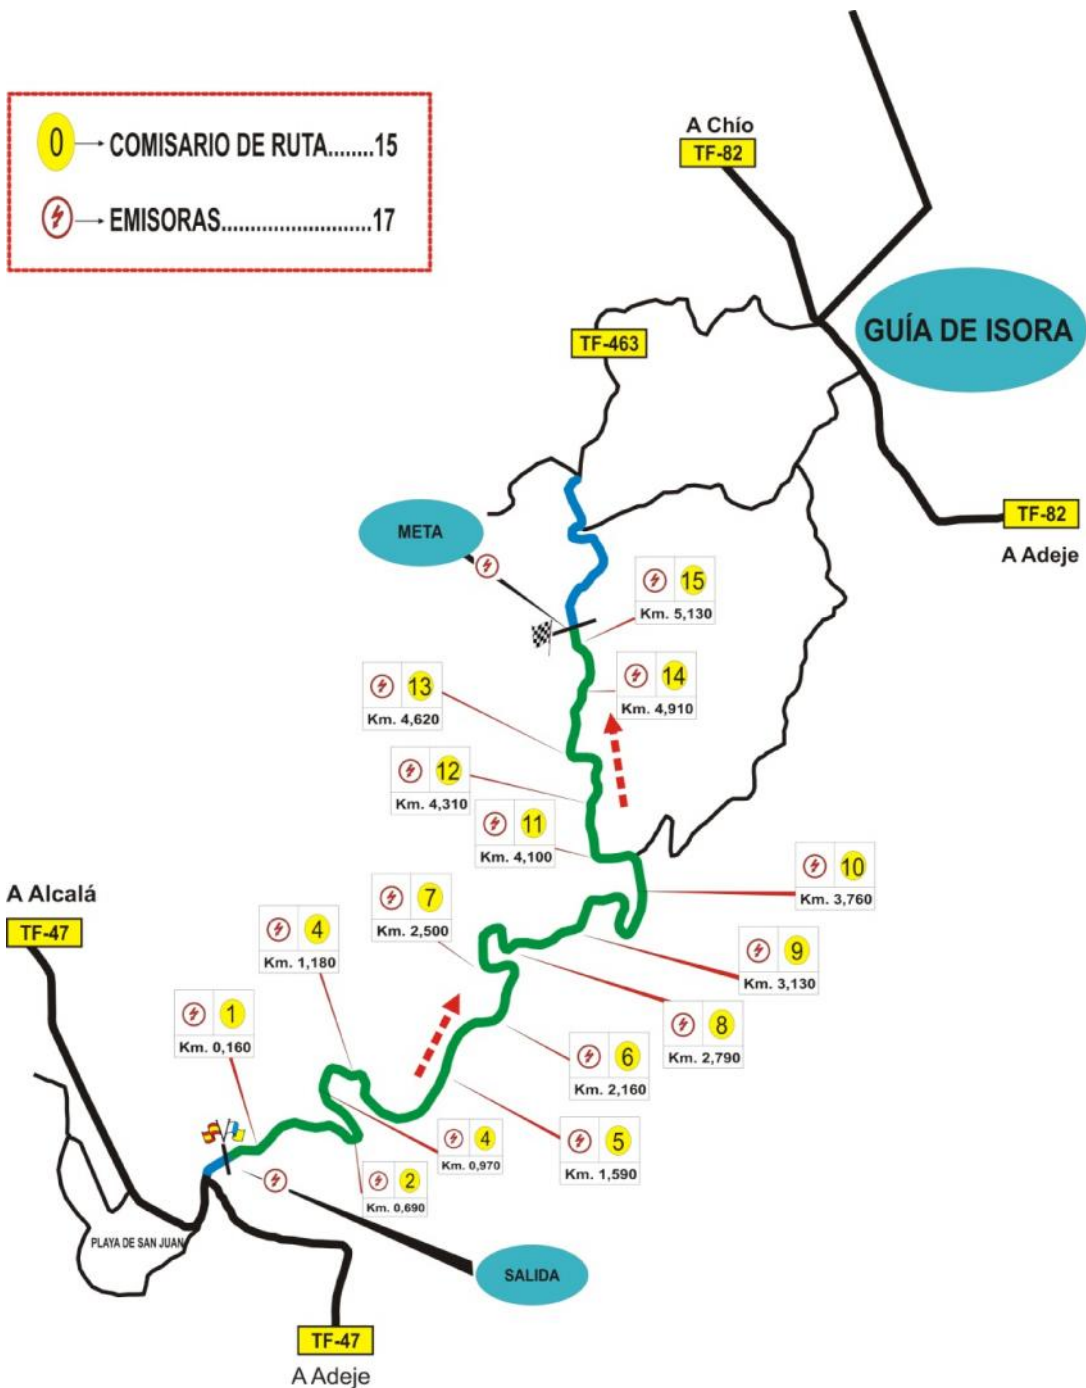 0 COMISARIO DE RUTA........15
EMISORAS..........................17
A Chío
TF-82
GUÍA DE ISORA
TF-463
TF-82
A Adeje
META
15
Km. 5,130
14
Km. 4,910
13
Km. 4,620
12
Km. 4,310
11
Km. 4,100
10
Km. 3,760
A Alcalá
TF-47
7
Km. 2,500
4
Km. 1,180
9
Km. 3,130
1
Km. 0,160
8
Km. 2,790
6
Km. 2,160
4
Km. 0,970
5
Km. 1,590
2
Km. 0,690
PLAYA DE SAN JUAN
SALIDA
TF-47
A Adeje